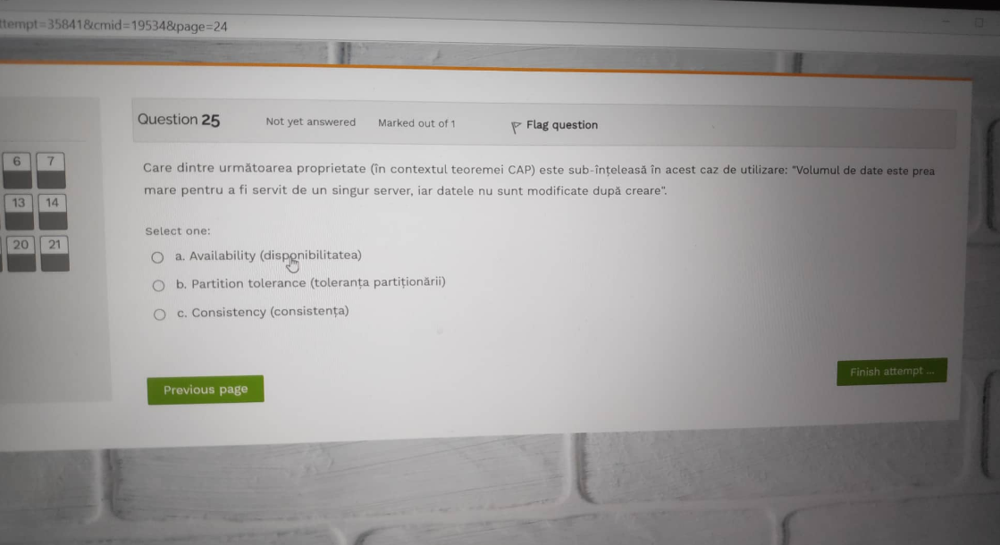 ttempt=35841&cmid=19534&page=24
Question 25
Not yet answered
Marked out of 1
Flag question
6 7
13 14
20 21
Care dintre următoarea proprietate (în contextul teoremei CAP) este sub-înțeleasă în acest caz de utilizare: "Volumul de date este prea
mare pentru a fi servit de un singur server, iar datele nu sunt modificate după creare".
Select one:
a. Availability (disponibilitatea)
b. Partition tolerance (toleranța partiționării)
c. Consistency (consistența)
Previous page
Finish attempt ...